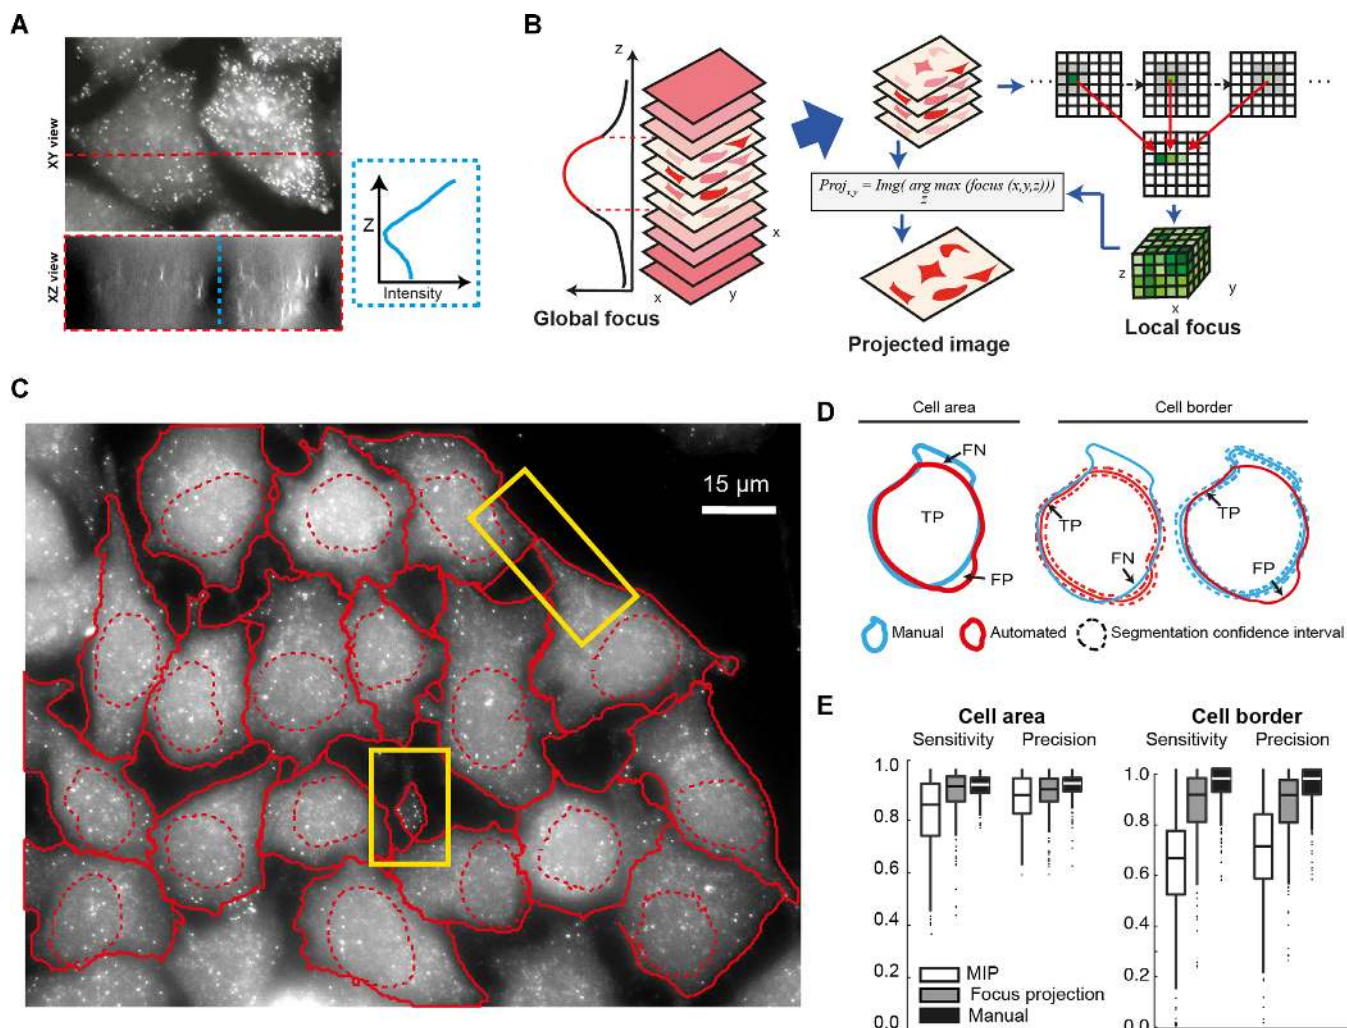 A
XY view
XZ view
Z
Intensity
B
z
x
y
x
Global focus
Proj x,y = Img( arg max (focus (x,y,z)))
z
Projected image
...
...
z
x
y
Local focus
C
15 µm
D
Cell area
Cell border
FN
TP
FP
TP
FN
TP
FP
Manual
Automated
Segmentation confidence interval
E
Cell area
Sensitivity Precision
1.0
0.8
0.6
0.4
0.2
0.0
MIP
Focus projection
Manual
Cell border
Sensitivity Precision
1.0
0.8
0.6
0.4
0.2
0.0